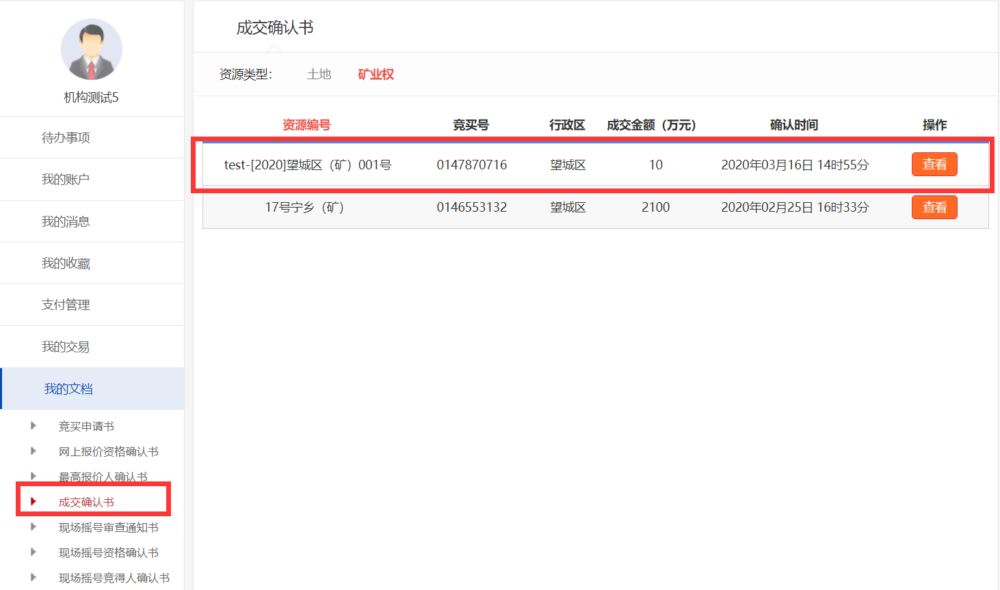 机构测试5
待办事项
我的账户
我的消息
我的收藏
支付管理
我的交易
我的文档
竞买申请书
网上报价资格确认书
最高报价人确认书
成交确认书
现场摇号审查通知书
现场摇号资格确认书
现场摇号竞得人确认书
成交确认书
资源类型： 土地 矿业权
资源编号 竞买号 行政区 成交金额（万元） 确认时间 操作
test-[2020]望城区（矿）001号 0147870716 望城区 10 2020年03月16日 14时55分 查看
17号宁乡（矿） 0146553132 望城区 2100 2020年02月25日 16时33分 查看